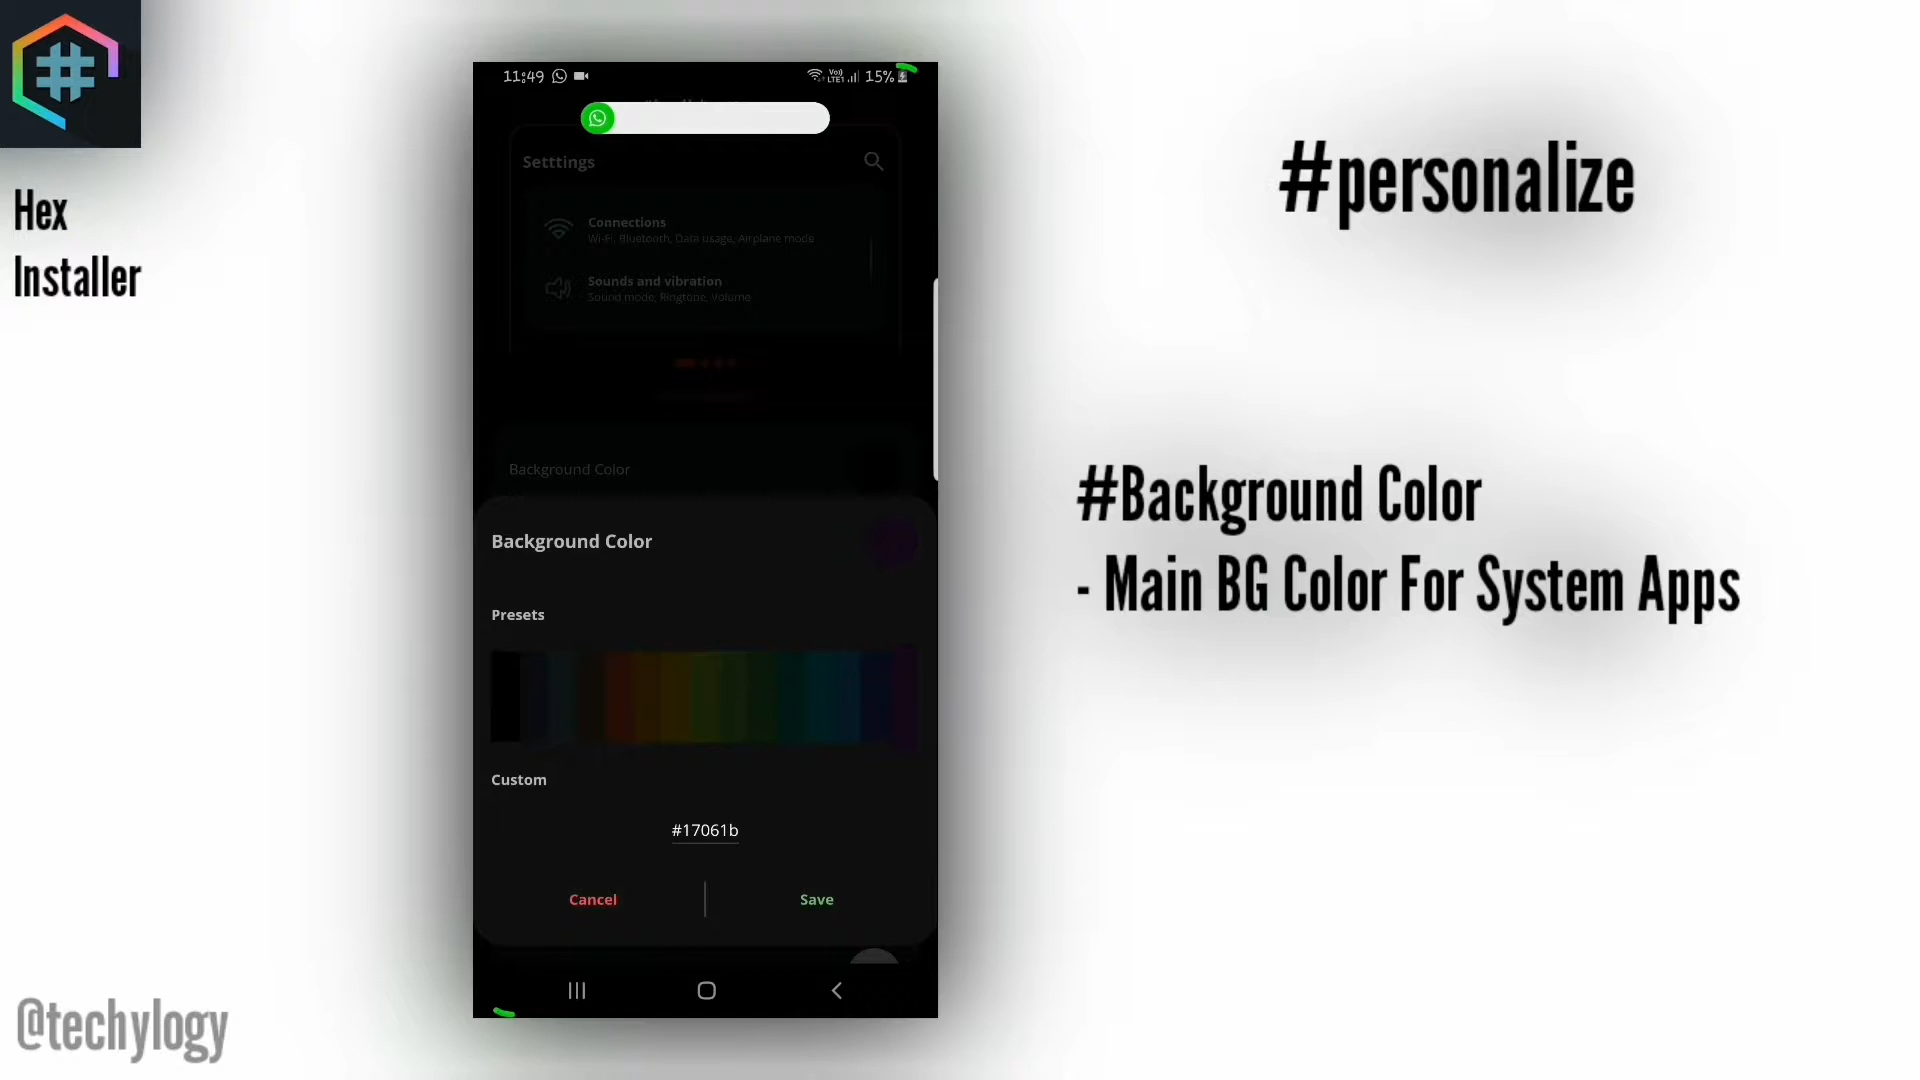 Hex
Installer
11:49
Vo))
LTE1
15%
Setttings
Connections
Wi-Fi, Bluetooth, Data usage, Airplane mode
Sounds and vibration
Sound mode, Ringtone, Volume
Background Color
Background Color
Presets
Custom
#17061b
Cancel
Save
#personalize
#Background Color
- Main BG Color For System Apps
@techylogy